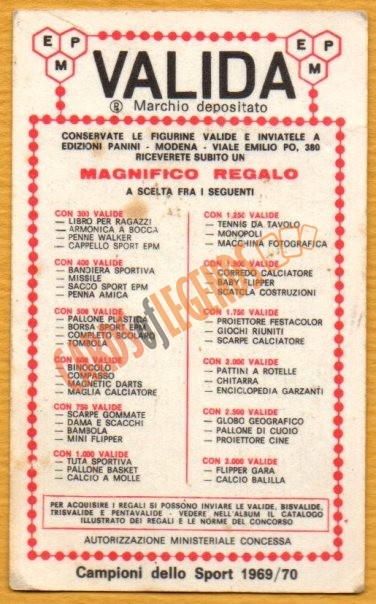 E P M
E P M
VALIDA
® Marchio depositato
CONSERVATE LE FIGURINE VALIDE E INVIATELE A
EDIZIONI PANINI - MODENA - VIALE EMILIO PO, 380
RICEVERETE SUBITO UN
MAGNIFICO REGALO
A SCELTA FRA I SEGUENTI
CON 300 VALIDE
— LIBRO PER RAGAZZI
— ARMONICA A BOCCA
— PENNE WALKER
— CAPPELLO SPORT EPM
CON 400 VALIDE
— BANDIERA SPORTIVA
— MISSILE
— SACCO SPORT EPM
— PENNA AMICA
CON 500 VALIDE
— PALLONE PLASTICA
— BORSA GOL EPM
— COMPLETO SCOLARO
— TOMBOLA
CON VALIDE
— BINOCOLO
— COMPASSO
— MAGNETIC DARTS
— MAGLIA CALCIATORE
CON 750 VALIDE
— SCARPE GOMMATE
— DAMA E SCACCHI
— BAMBOLA
— MINI FLIPPER
CON 1.000 VALIDE
— TUTA SPORTIVA
— PALLONE BASKET
— CALCIO A MOLLE
CON 1.250 VALIDE
— TENNIS DA TAVOLO
— MONOPOLI
— MACCHINA FOTOGRAFICA
CON VALIDE
— CORREDO CALCIATORE
— BABY FLIPPER
— SCATOLA COSTRUZIONI
CON 1.750 VALIDE
— PROIETTORE FESTACOLOR
— GIOCHI RIUNITI
— SCARPE CALCIATORE
CON 2.000 VALIDE
— PATTINI A ROTELLE
— CHITARRA
— ENCICLOPEDIA GARZANTI
CON 2.500 VALIDE
— GLOBO GEOGRAFICO
— PALLONE DI CUOIO
— PROIETTORE CINE
CON 3.000 VALIDE
— FLIPPER GARA
— CALCIO BALILLA
PER ACQUISIRE I REGALI SI POSSONO INVIARE LE VALIDE, BISVALIDE,
TRISVALIDE E PENTAVALIDE - VEDERE NELL'ALBUM IL CATALOGO
ILLUSTRATO DEI REGALI E LE NORME DEL CONCORSO
AUTORIZZAZIONE MINISTERIALE CONCESSA
Campioni dello Sport 1969/70
CARDS of LEGENDS.COM